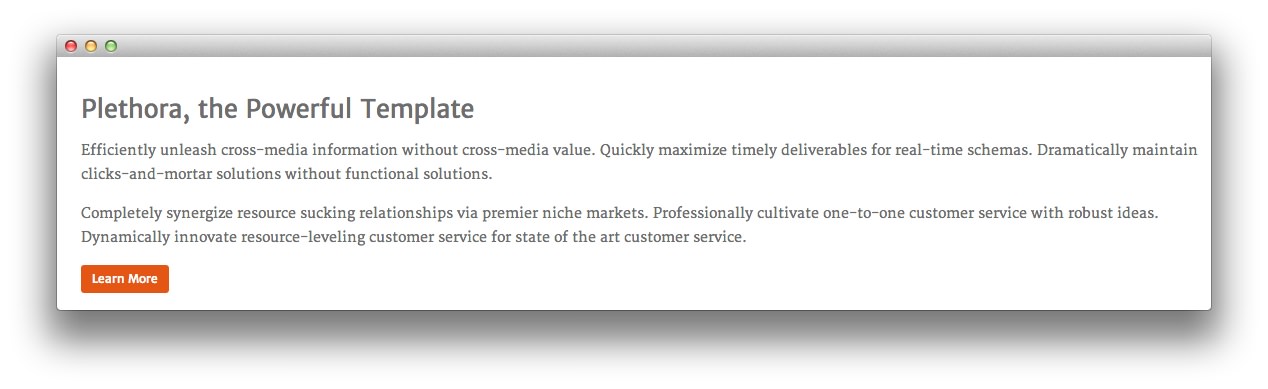 Plethora, the Powerful Template
Efficiently unleash cross-media information without cross-media value. Quickly maximize timely deliverables for real-time schemas. Dramatically maintain
clicks-and-mortar solutions without functional solutions.
Completely synergize resource sucking relationships via premier niche markets. Professionally cultivate one-to-one customer service with robust ideas.
Dynamically innovate resource-leveling customer service for state of the art customer service.
Learn More